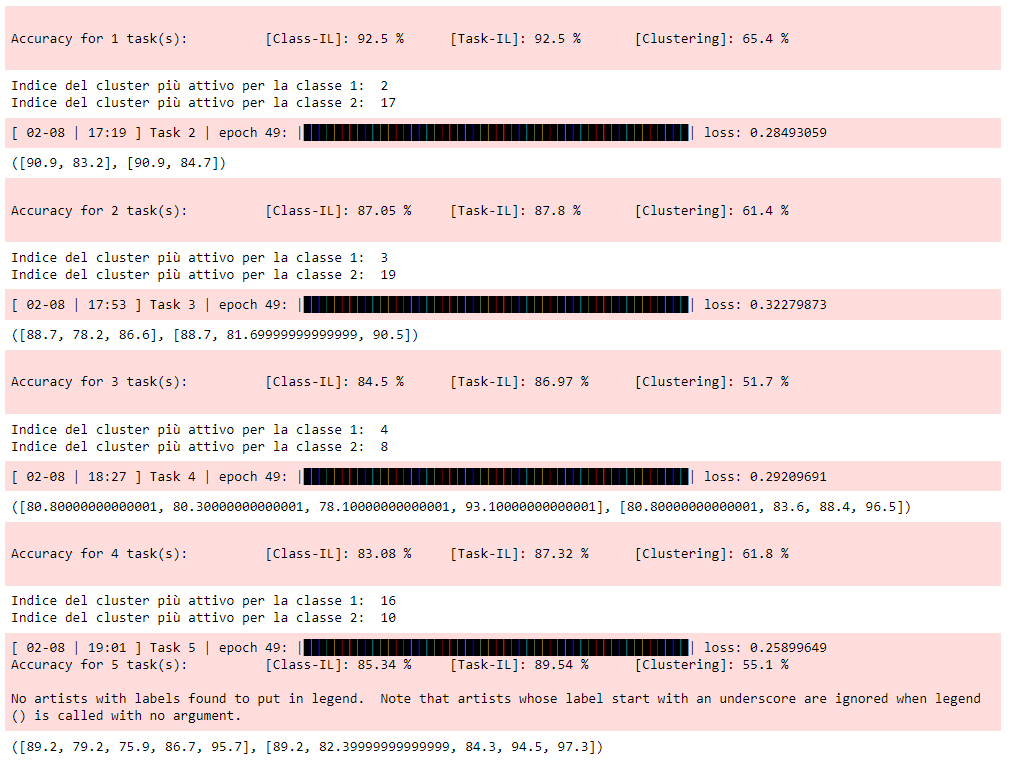 Accuracy for 1 task(s): [Class-IL]: 92.5 % [Task-IL]: 92.5 % [Clustering]: 65.4 %
Indice del cluster più attivo per la classe 1: 2
Indice del cluster più attivo per la classe 2: 17
[ 02-08 | 17:19 ] Task 2 | epoch 49: | | loss: 0.28493059
([90.9, 83.2], [90.9, 84.7])
Accuracy for 2 task(s): [Class-IL]: 87.05 % [Task-IL]: 87.8 % [Clustering]: 61.4 %
Indice del cluster più attivo per la classe 1: 3
Indice del cluster più attivo per la classe 2: 19
[ 02-08 | 17:53 ] Task 3 | epoch 49: | | loss: 0.32279873
([88.7, 78.2, 86.6], [88.7, 81.69999999999999, 90.5])
Accuracy for 3 task(s): [Class-IL]: 84.5 % [Task-IL]: 86.97 % [Clustering]: 51.7 %
Indice del cluster più attivo per la classe 1: 4
Indice del cluster più attivo per la classe 2: 8
[ 02-08 | 18:27 ] Task 4 | epoch 49: | | loss: 0.29209691
([80.80000000000001, 80.30000000000001, 78.10000000000001, 93.10000000000001], [80.80000000000001, 83.6, 88.4, 96.5])
Accuracy for 4 task(s): [Class-IL]: 83.08 % [Task-IL]: 87.32 % [Clustering]: 61.8 %
Indice del cluster più attivo per la classe 1: 16
Indice del cluster più attivo per la classe 2: 10
[ 02-08 | 19:01 ] Task 5 | epoch 49: | | loss: 0.25899649
Accuracy for 5 task(s): [Class-IL]: 85.34 % [Task-IL]: 89.54 % [Clustering]: 55.1 %
No artists with labels found to put in legend. Note that artists whose label start with an underscore are ignored when legend
() is called with no argument.
([89.2, 79.2, 75.9, 86.7, 95.7], [89.2, 82.39999999999999, 84.3, 94.5, 97.3])